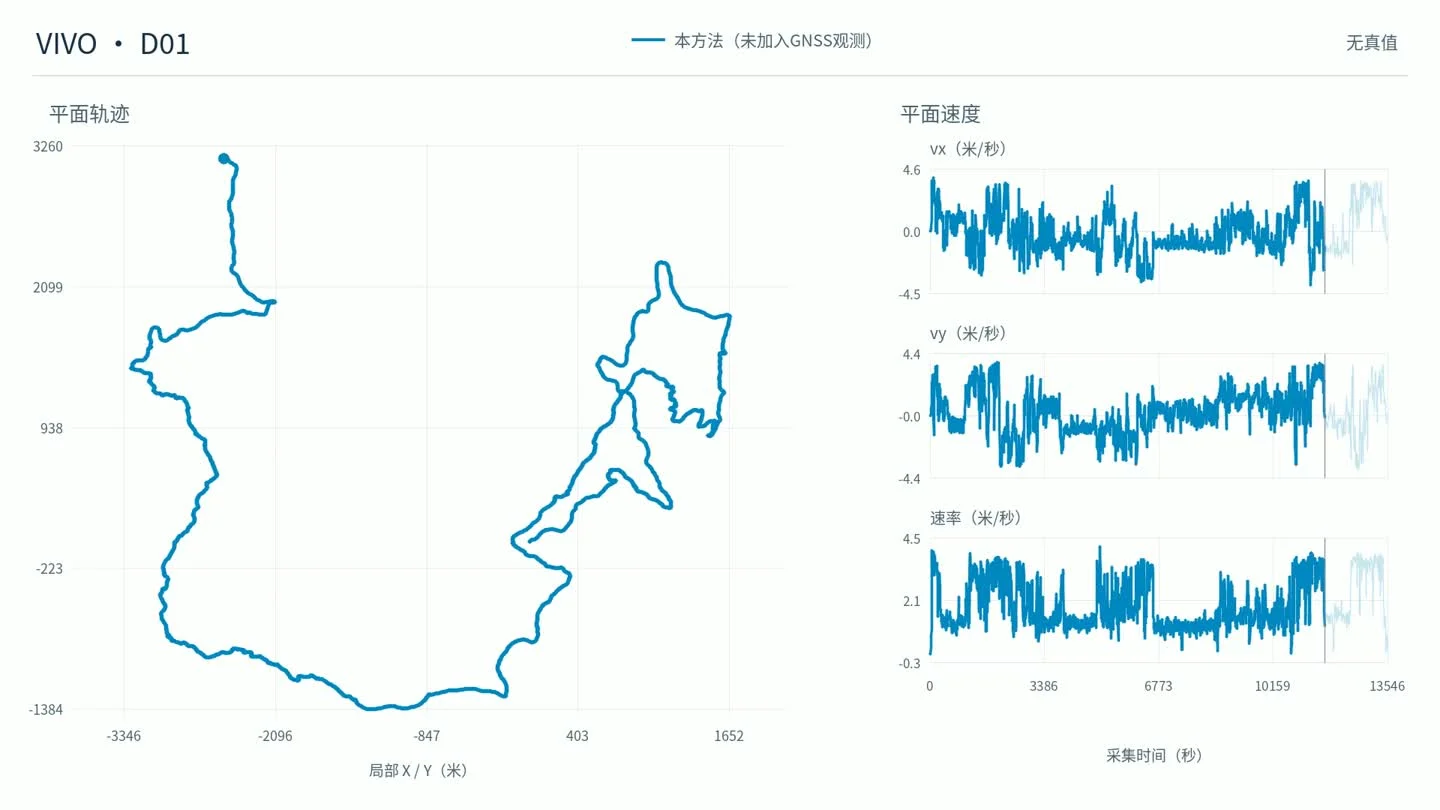 VIVO · D01
本方法（未加入GNSS观测）
无真值
平面轨迹
3260
2099
938
-223
-1384
-3346
-2096
-847
403
1652
局部 X / Y（米）
平面速度
vx（米/秒）
4.6
0.0
-4.5
vy（米/秒）
4.4
-0.0
-4.4
速率（米/秒）
4.5
2.1
-0.3
0
3386
6773
10159
13546
采集时间（秒）